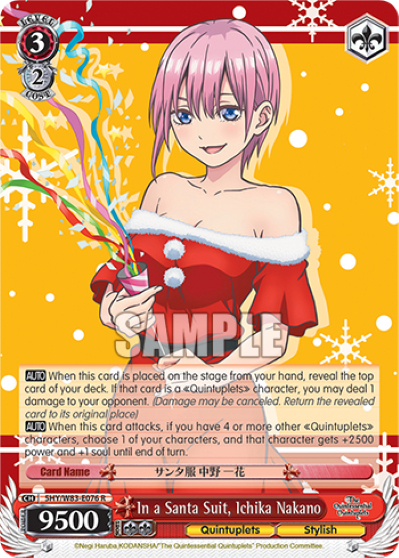 LEVEL
3
2
COST
SAMPLE
AUTO When this card is placed on the stage from your hand, reveal the top
card of your deck. If that card is a «Quintuplets» character, you may deal 1
damage to your opponent. (Damage may be canceled. Return the revealed
card to its original place)
AUTO When this card attacks, if you have 4 or more other «Quintuplets»
characters, choose 1 of your characters, and that character gets +2500
power and +1 soul until end of turn.
Card Name
サンタ服 中野 一花
CH 5HY/W83-E076 R
In a Santa Suit, Ichika Nakano
The Quintessential Quintuplets
POWER
9500
Quintuplets
Stylish
©Negi Haruba,KODANSHA/"The Quintessential Quintuplets" Production Committee